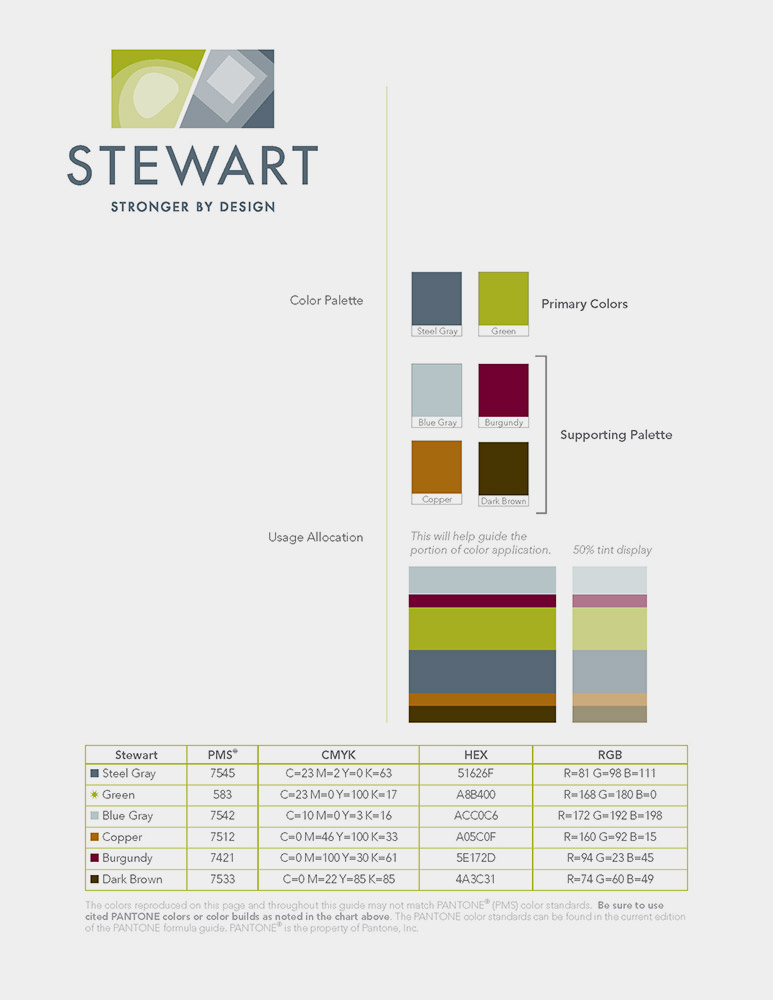 STEWART
STRONGER BY DESIGN
Color Palette
Steel Gray
Green
Primary Colors
Blue Gray
Burgundy
Supporting Palette
Copper
Dark Brown
Usage Allocation
This will help guide the
portion of color application.
50% tint display
Stewart PMS® CMYK HEX RGB
Steel Gray 7545 C=23 M=2 Y=0 K=63 51626F R=81 G=98 B=111
Green 583 C=23 M=0 Y=100 K=17 A8B400 R=168 G=180 B=0
Blue Gray 7542 C=10 M=0 Y=3 K=16 ACC0C6 R=172 G=192 B=198
Copper 7512 C=0 M=46 Y=100 K=33 A05C0F R=160 G=92 B=15
Burgundy 7421 C=0 M=100 Y=30 K=61 5E172D R=94 G=23 B=45
Dark Brown 7533 C=0 M=22 Y=85 K=85 4A3C31 R=74 G=60 B=49
The colors reproduced on this page and throughout this guide may not match PANTONE® (PMS) color standards. Be sure to use
cited PANTONE colors or color builds as noted in the chart above. The PANTONE color standards can be found in the current edition
of the PANTONE formula guide. PANTONE® is the property of Pantone, Inc.